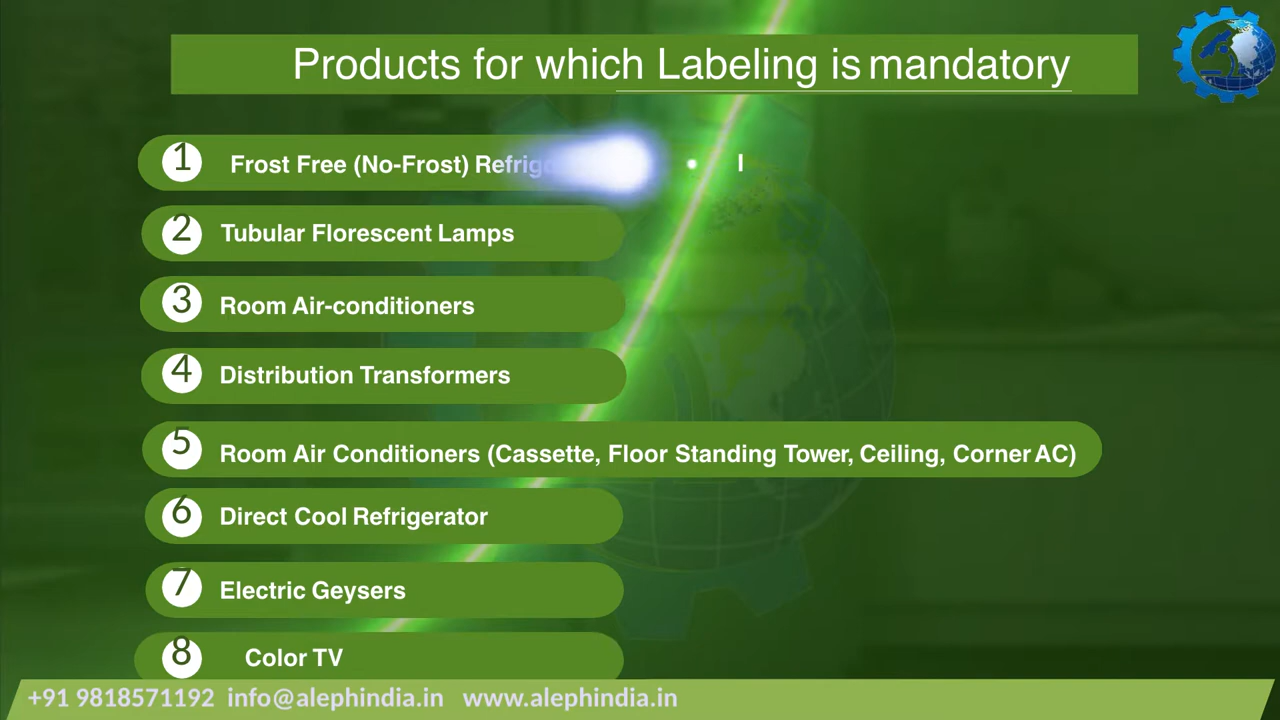 Products for which Labeling is mandatory
1 Frost Free (No-Frost)
2 Tubular Florescent Lamps
3 Room Air-conditioners
4 Distribution Transformers
5 Room Air Conditioners (Cassette, Floor Standing Tower, Ceiling, Corner AC)
6 Direct Cool Refrigerator
7 Electric Geysers
8 Color TV
+91 9818571192 info@alephindia.in www.alephindia.in